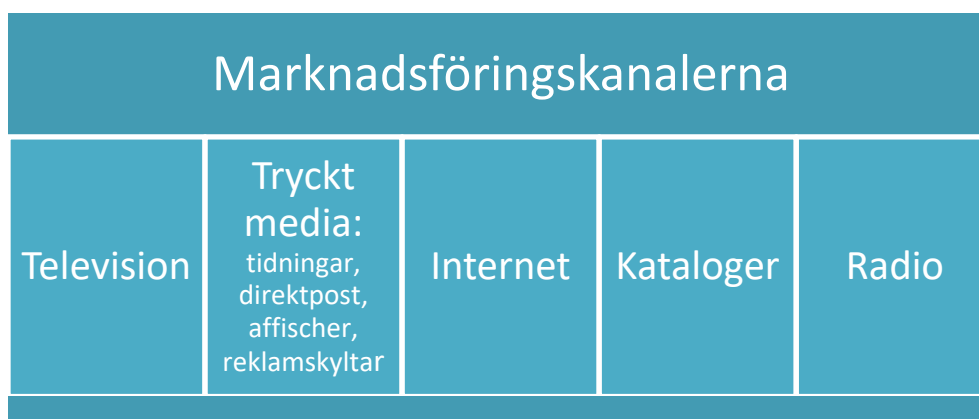 Marknadsföringskanalerna
Television
Tryckt
media:
tidningar,
direktpost,
affischer,
reklamskyltar
Internet
Kataloger
Radio